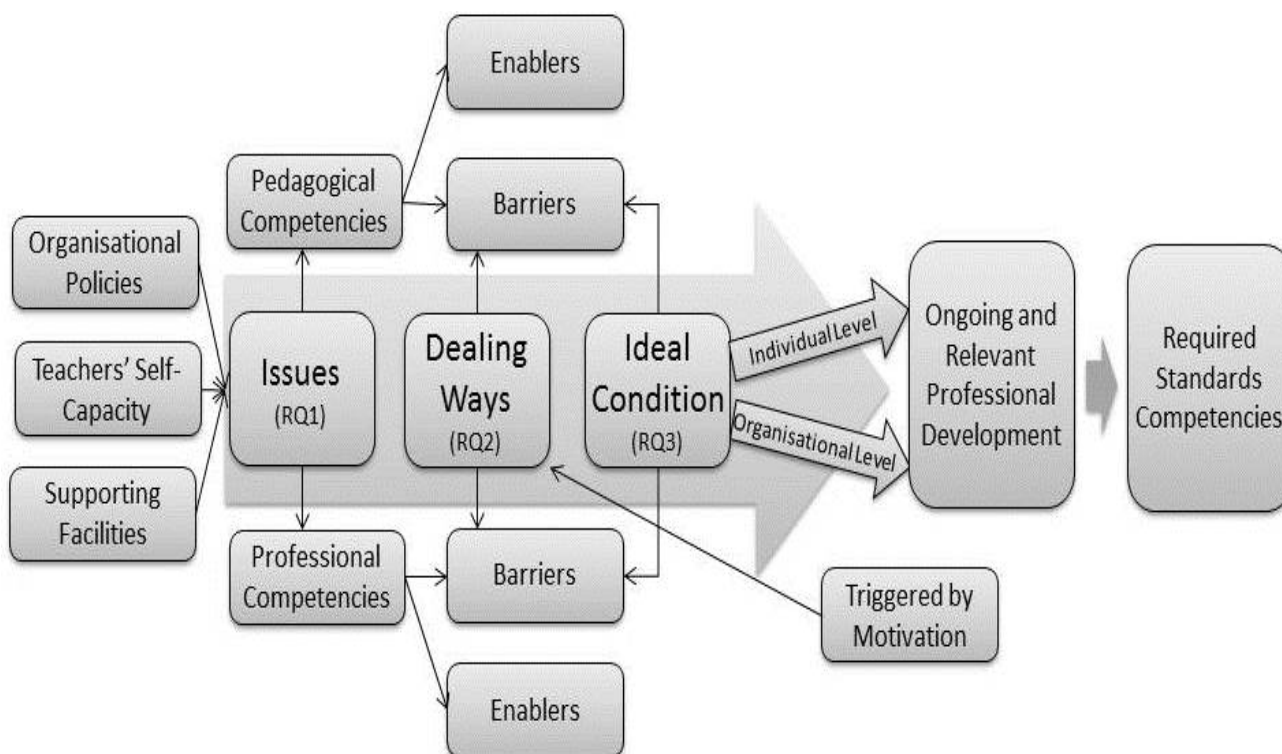 Enablers
Pedagogical
Competencies
Barriers
Organisational
Policies
Teachers' Self-
Capacity
Supporting
Facilities
Issues
(RQ1)
Dealing
Ways
(RQ2)
Ideal
Condition
(RQ3)
Individual Level
Organisational Level
Ongoing and
Relevant
Professional
Development
Required
Standards
Competencies
Professional
Competencies
Barriers
Triggered by
Motivation
Enablers